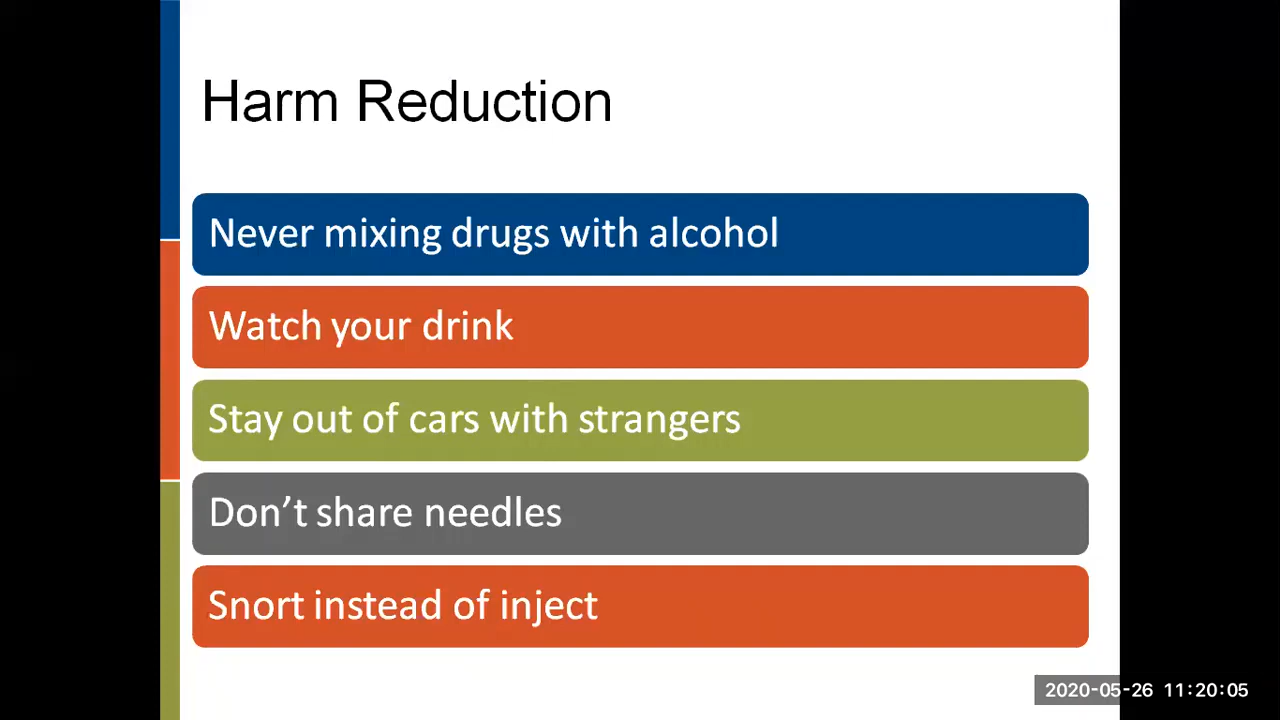 Harm Reduction
Never mixing drugs with alcohol
Watch your drink
Stay out of cars with strangers
Don’t share needles
Snort instead of inject
2020-05-26 11:20:05